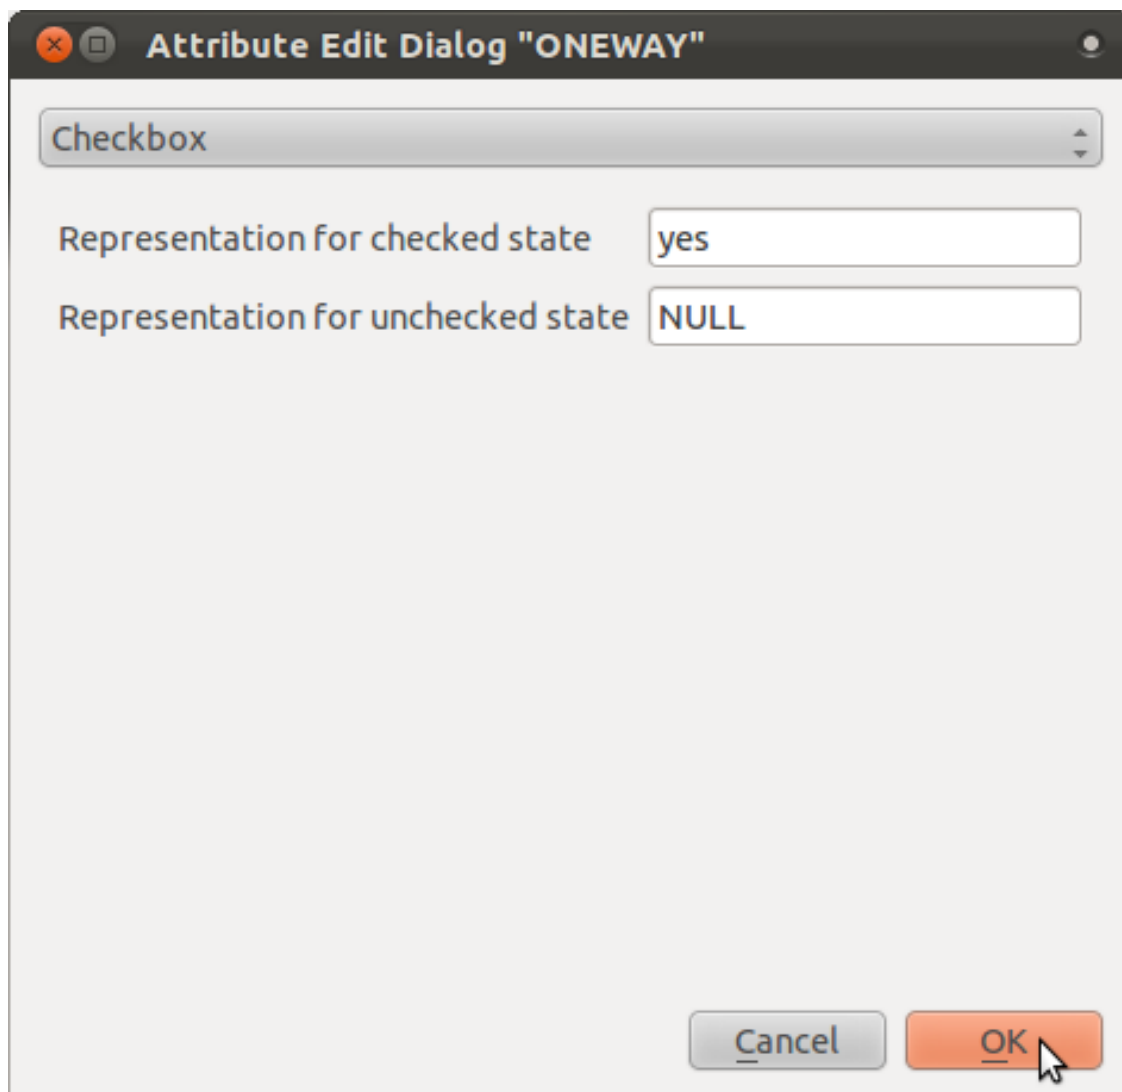 Attribute Edit Dialog "ONEWAY"
Checkbox
Representation for checked state yes
Representation for unchecked state NULL
Cancel OK